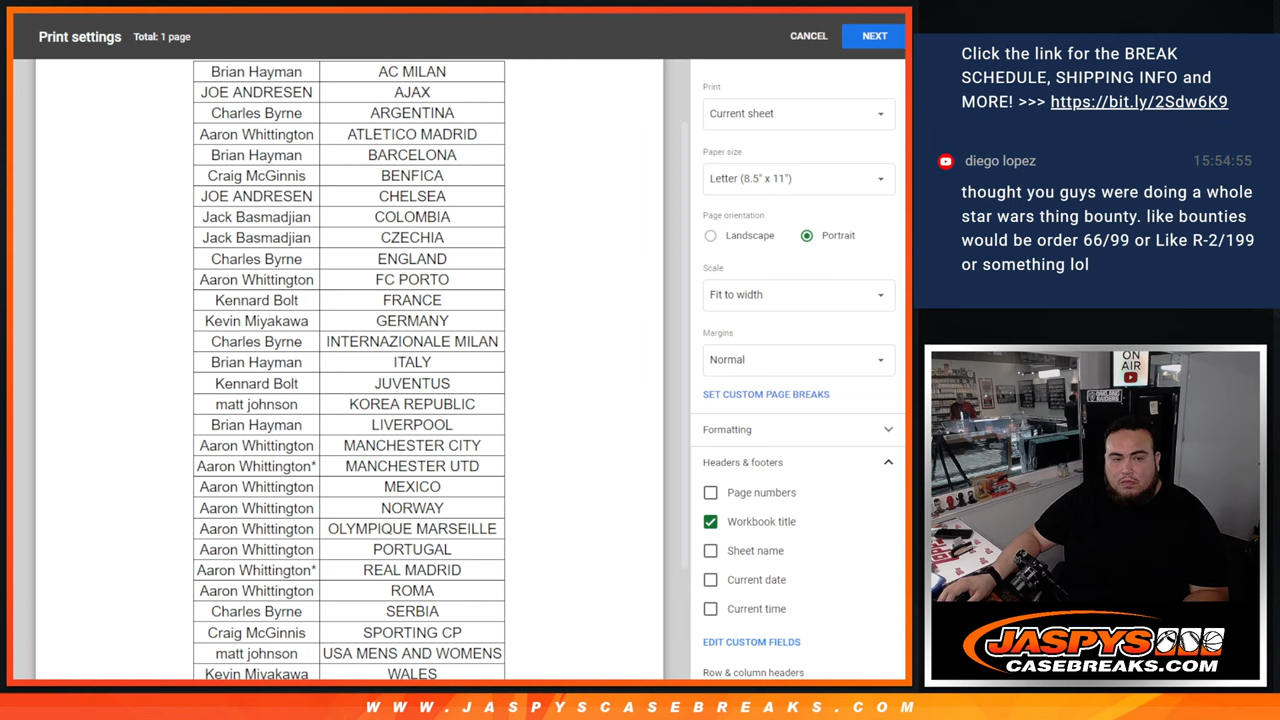 Print settings Total: 1 page CANCEL NEXT
Brian Hayman AC MILAN
JOE ANDRESEN AJAX
Charles Byrne ARGENTINA
Aaron Whittington ATLETICO MADRID
Brian Hayman BARCELONA
Craig McGinnis BENFICA
JOE ANDRESEN CHELSEA
Jack Basmadjian COLOMBIA
Jack Basmadjian CZECHIA
Charles Byrne ENGLAND
Aaron Whittington FC PORTO
Kennard Bolt FRANCE
Kevin Miyakawa GERMANY
Charles Byrne INTERNAZIONALE MILAN
Brian Hayman ITALY
Kennard Bolt JUVENTUS
matt johnson KOREA REPUBLIC
Brian Hayman LIVERPOOL
Aaron Whittington MANCHESTER CITY
Aaron Whittington* MANCHESTER UTD
Aaron Whittington MEXICO
Aaron Whittington NORWAY
Aaron Whittington OLYMPIQUE MARSEILLE
Aaron Whittington PORTUGAL
Aaron Whittington* REAL MADRID
Aaron Whittington ROMA
Charles Byrne SERBIA
Craig McGinnis SPORTING CP
matt johnson USA MENS AND WOMENS
Kevin Miyakawa WALES
Print
Current sheet
Paper size
Letter (8.5" x 11")
Page orientation
Landscape Portrait
Scale
Fit to width
Margins
Normal
SET CUSTOM PAGE BREAKS
Formatting
Headers & footers
Page numbers
Workbook title
Sheet name
Current date
Current time
EDIT CUSTOM FIELDS
Row & column headers
Click the link for the BREAK
SCHEDULE, SHIPPING INFO and
MORE! >>> https://bit.ly/2Sdw6K9
diego lopez 15:54:55
thought you guys were doing a whole
star wars thing bounty. like bounties
would be order 66/99 or Like R-2/199
or something lol
ON
AIR
JASPYS
CASEBREAKS.COM
WWW.JASPYSCASEBREAKS.COM